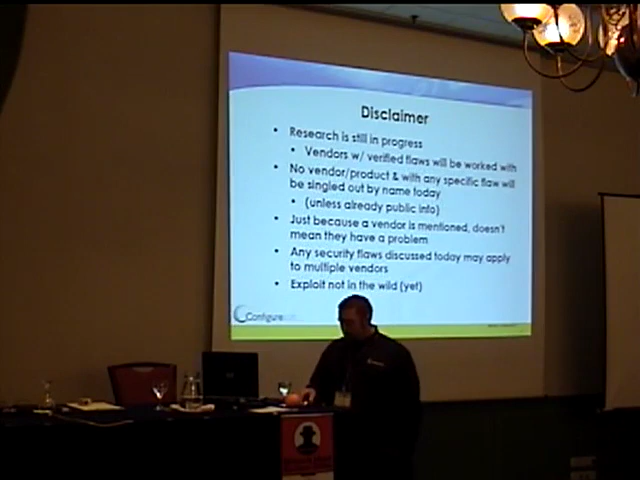 Disclaimer
• Research is still in progress
• Vendors w/ verified flaws will be worked with
• No vendor/product & with any specific flaw will
be singled out by name today
• (unless already public info)
• Just because a vendor is mentioned, doesn't
mean they have a problem
• Any security flaws discussed today may apply
to multiple vendors
• Exploit not in the wild (yet)
Configure